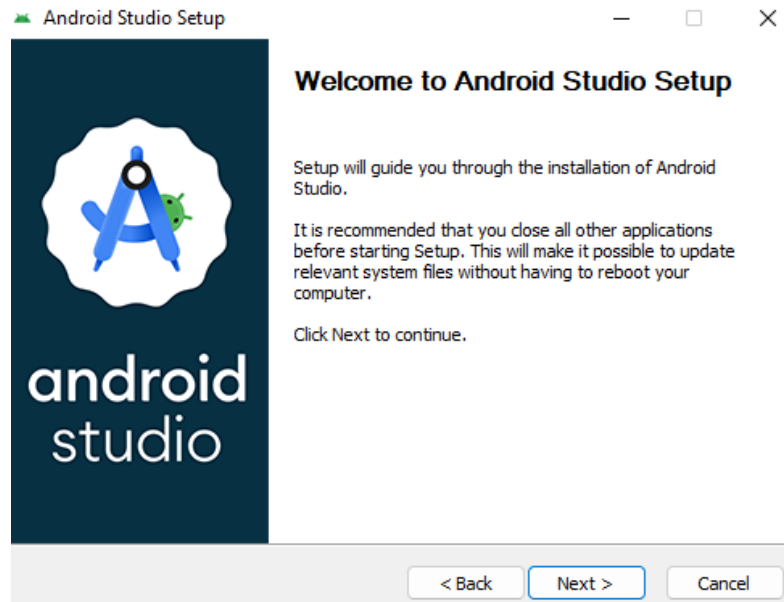 Android Studio Setup
Welcome to Android Studio Setup
Setup will guide you through the installation of Android
Studio.
It is recommended that you close all other applications
before starting Setup. This will make it possible to update
relevant system files without having to reboot your
computer.
Click Next to continue.
android
studio
< Back
Next >
Cancel